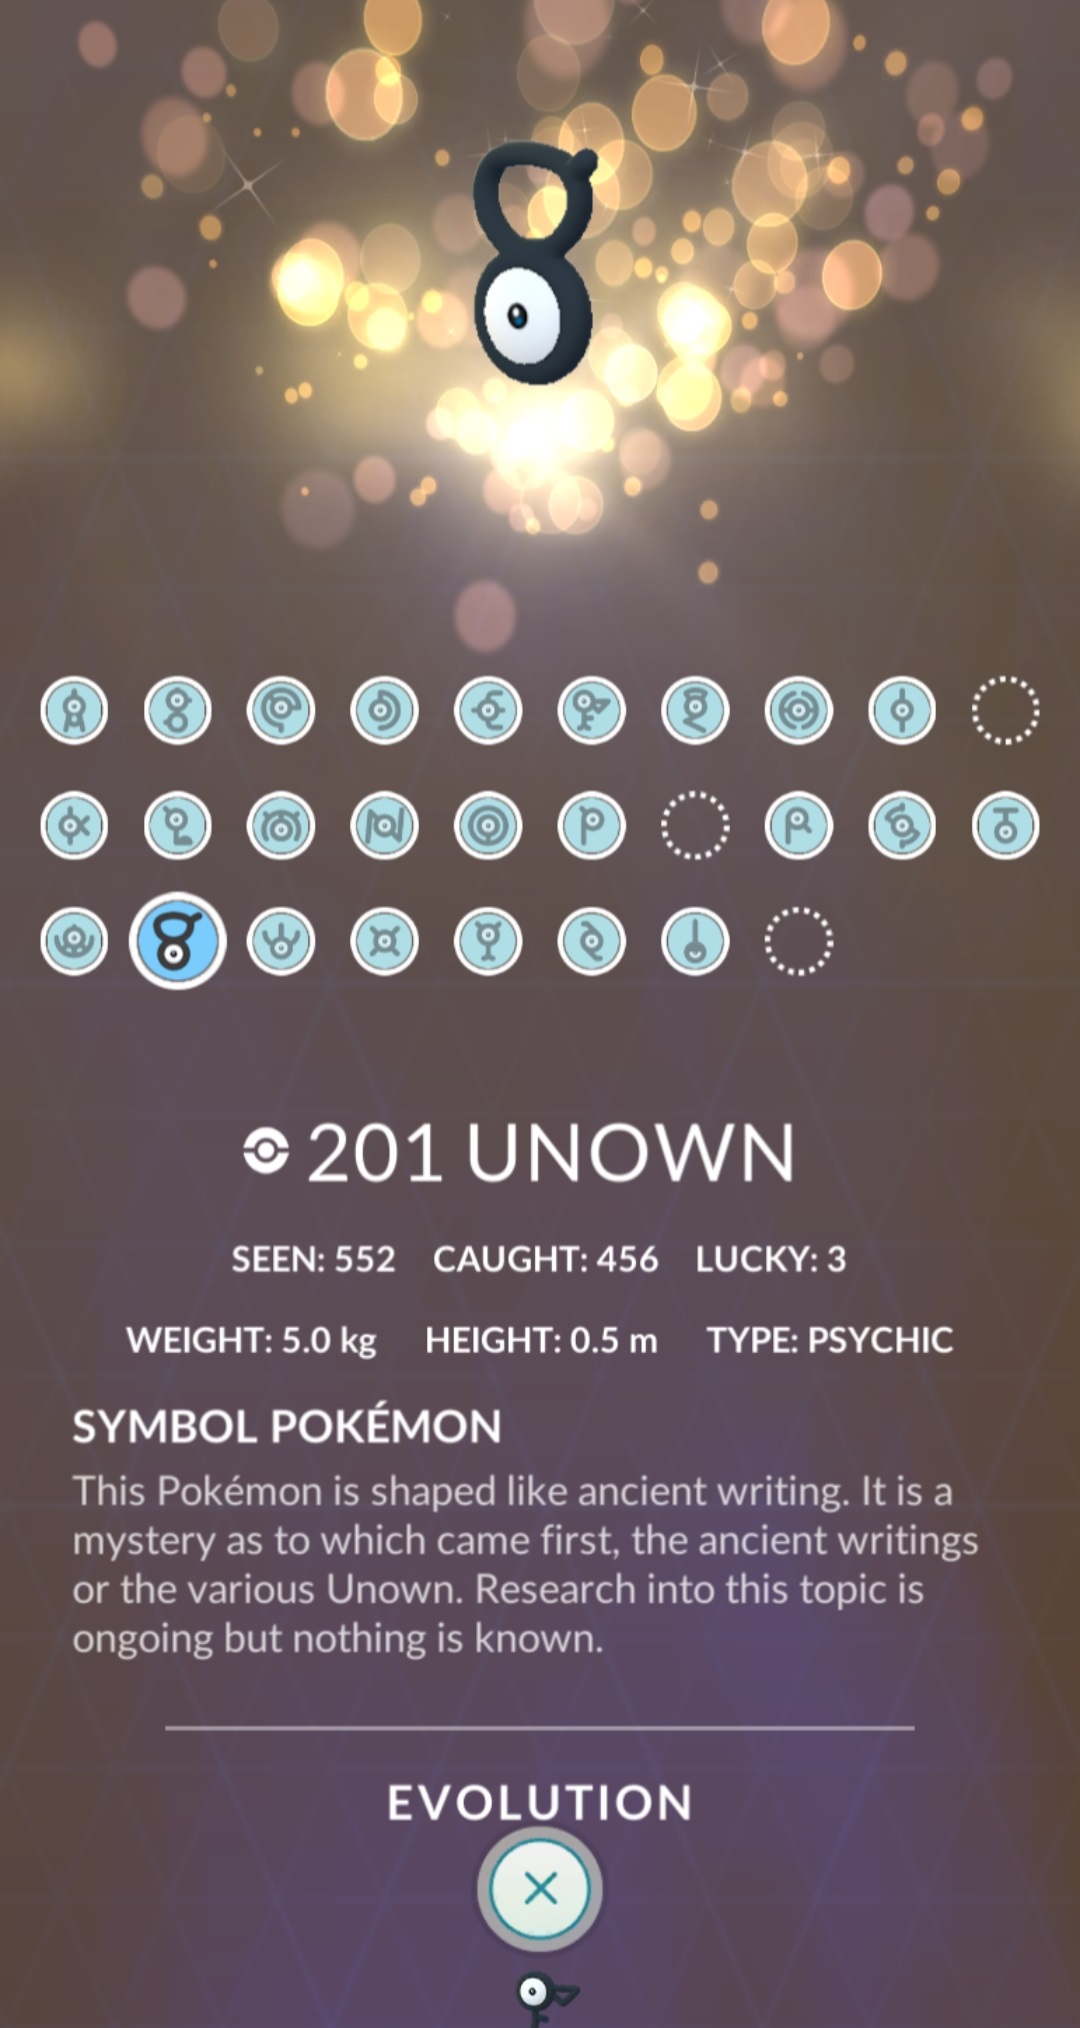 201 UNOWN
SEEN: 552 CAUGHT: 456 LUCKY: 3
WEIGHT: 5.0 kg HEIGHT: 0.5 m TYPE: PSYCHIC
SYMBOL POKÉMON
This Pokémon is shaped like ancient writing. It is a
mystery as to which came first, the ancient writings
or the various Unown. Research into this topic is
ongoing but nothing is known.
EVOLUTION